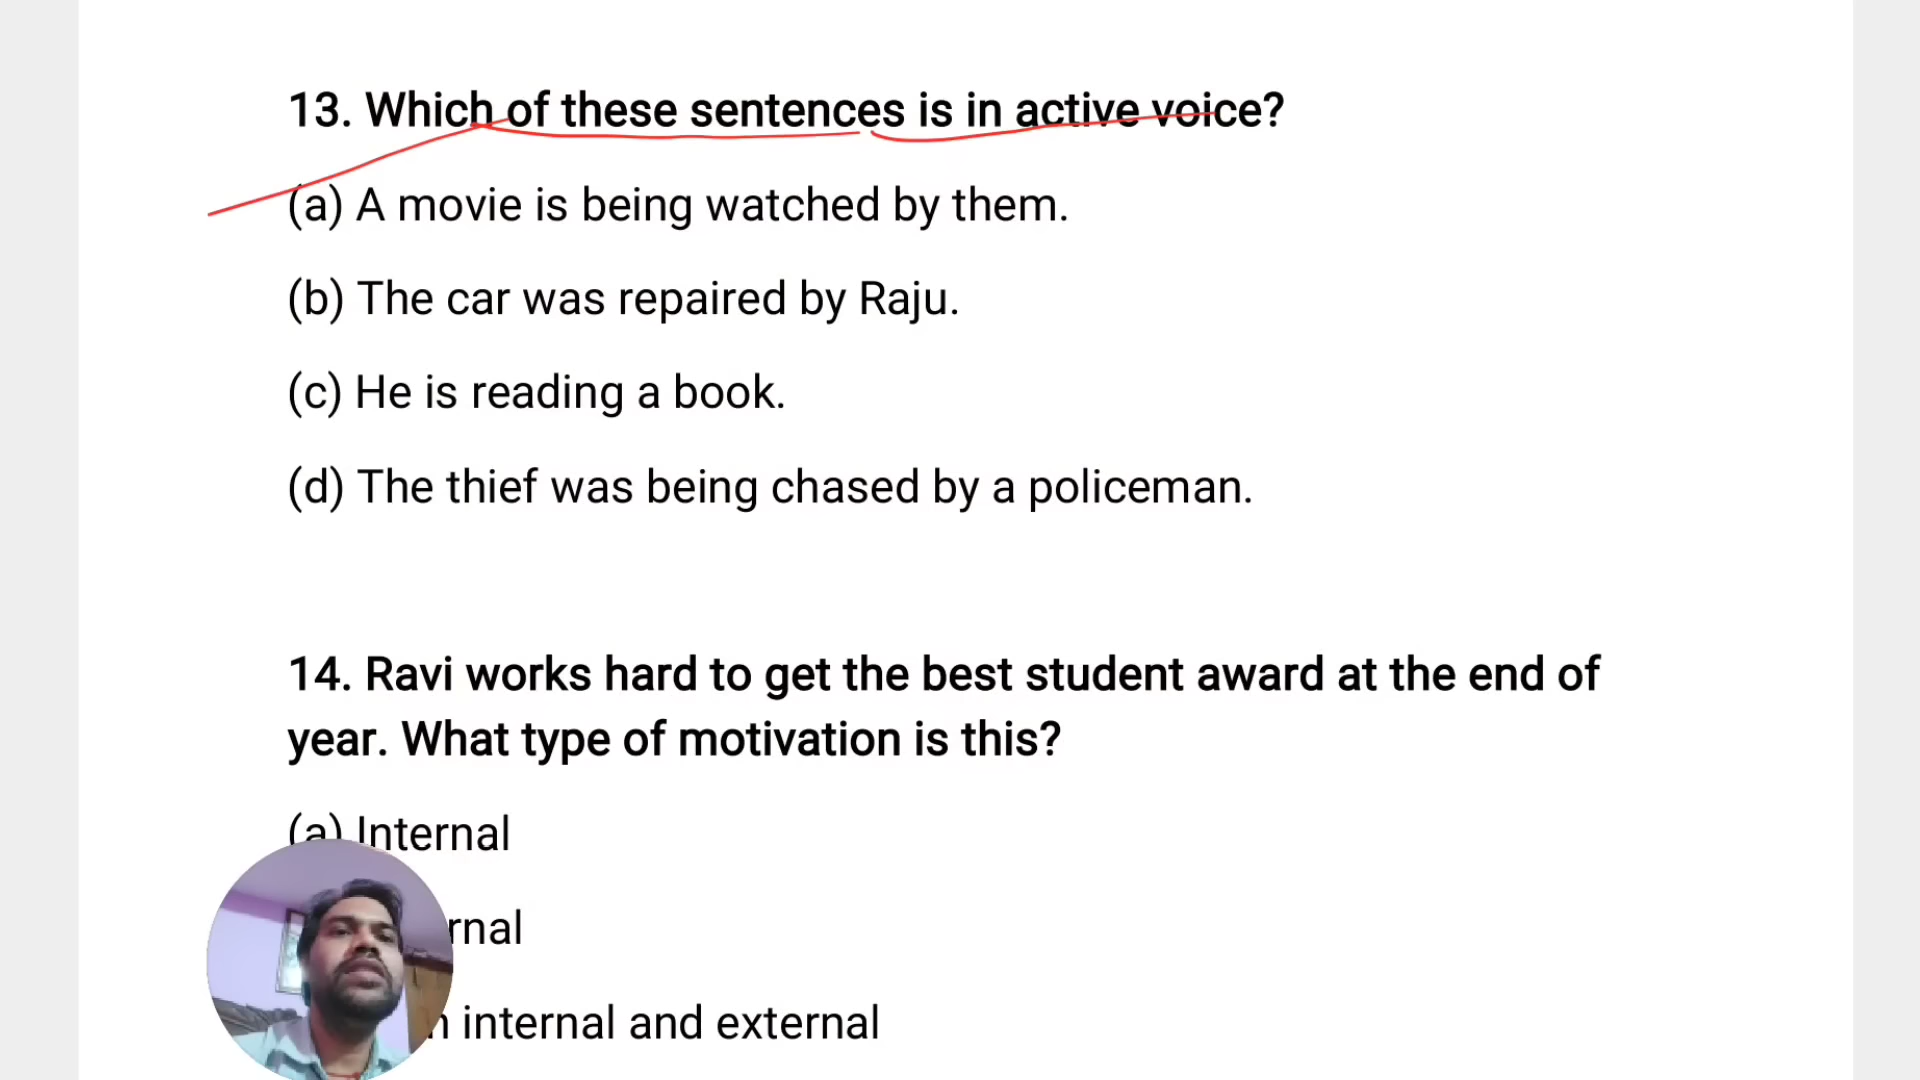 13. Which of these sentences is in active voice?
(a) A movie is being watched by them.
(b) The car was repaired by Raju.
(c) He is reading a book.
(d) The thief was being chased by a policeman.
14. Ravi works hard to get the best student award at the end of
year. What type of motivation is this?
(a) Internal
internal and external